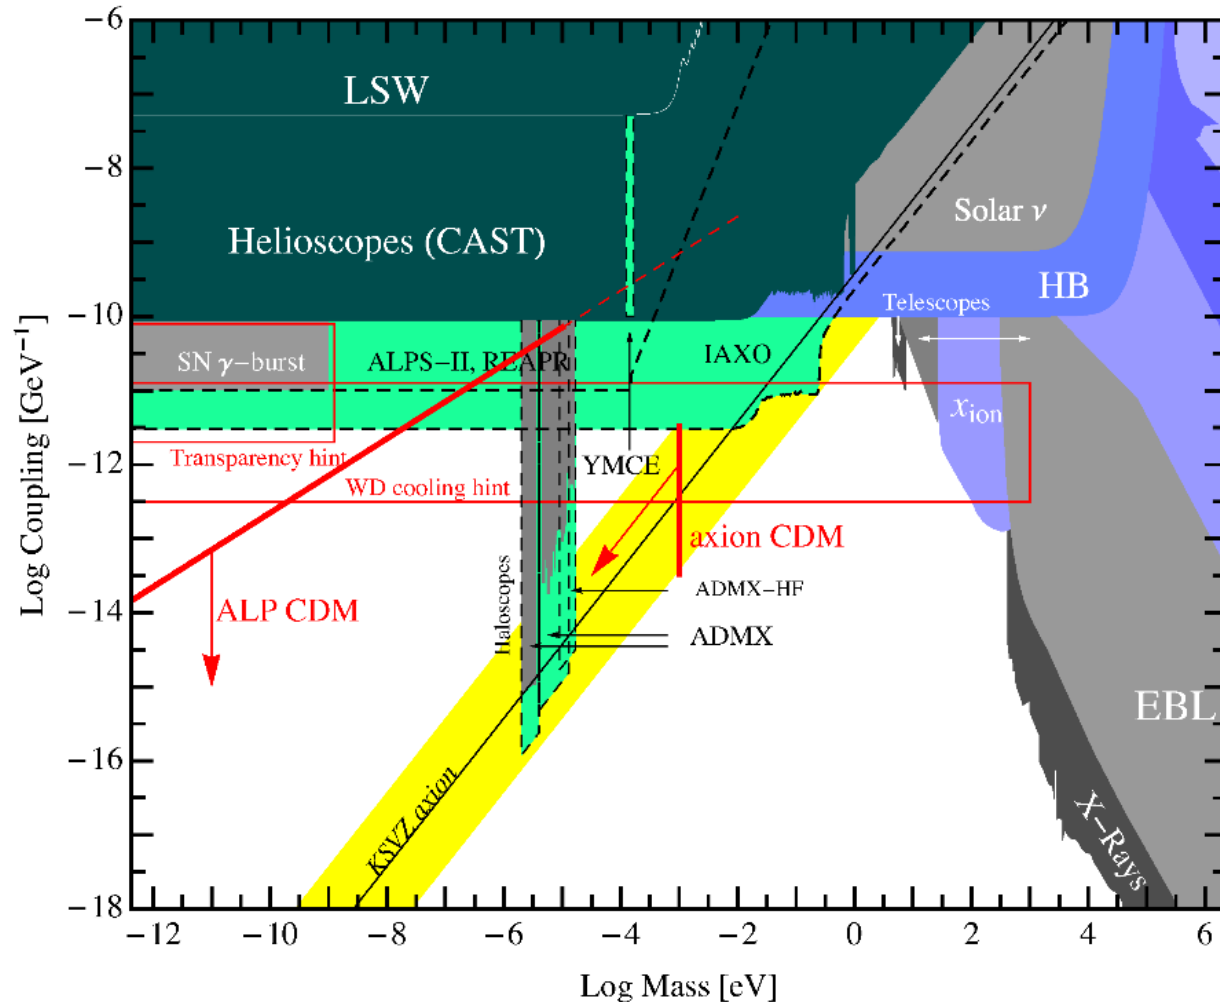 −6
−8
−10
−12
−14
−16
−18
Log Coupling [GeV⁻¹]
LSW
Helioscopes (CAST)
Solar ν
HB
Telescopes
SN γ−burst
ALPS−II, REAPR
IAXO
x_ion
Transparency hint
YMCE
WD cooling hint
axion CDM
ADMX−HF
ALP CDM
Haloscopes
ADMX
EBL
KSVZ axion
X−Rays
−12
−10
−8
−6
−4
−2
0
2
4
6
Log Mass [eV]